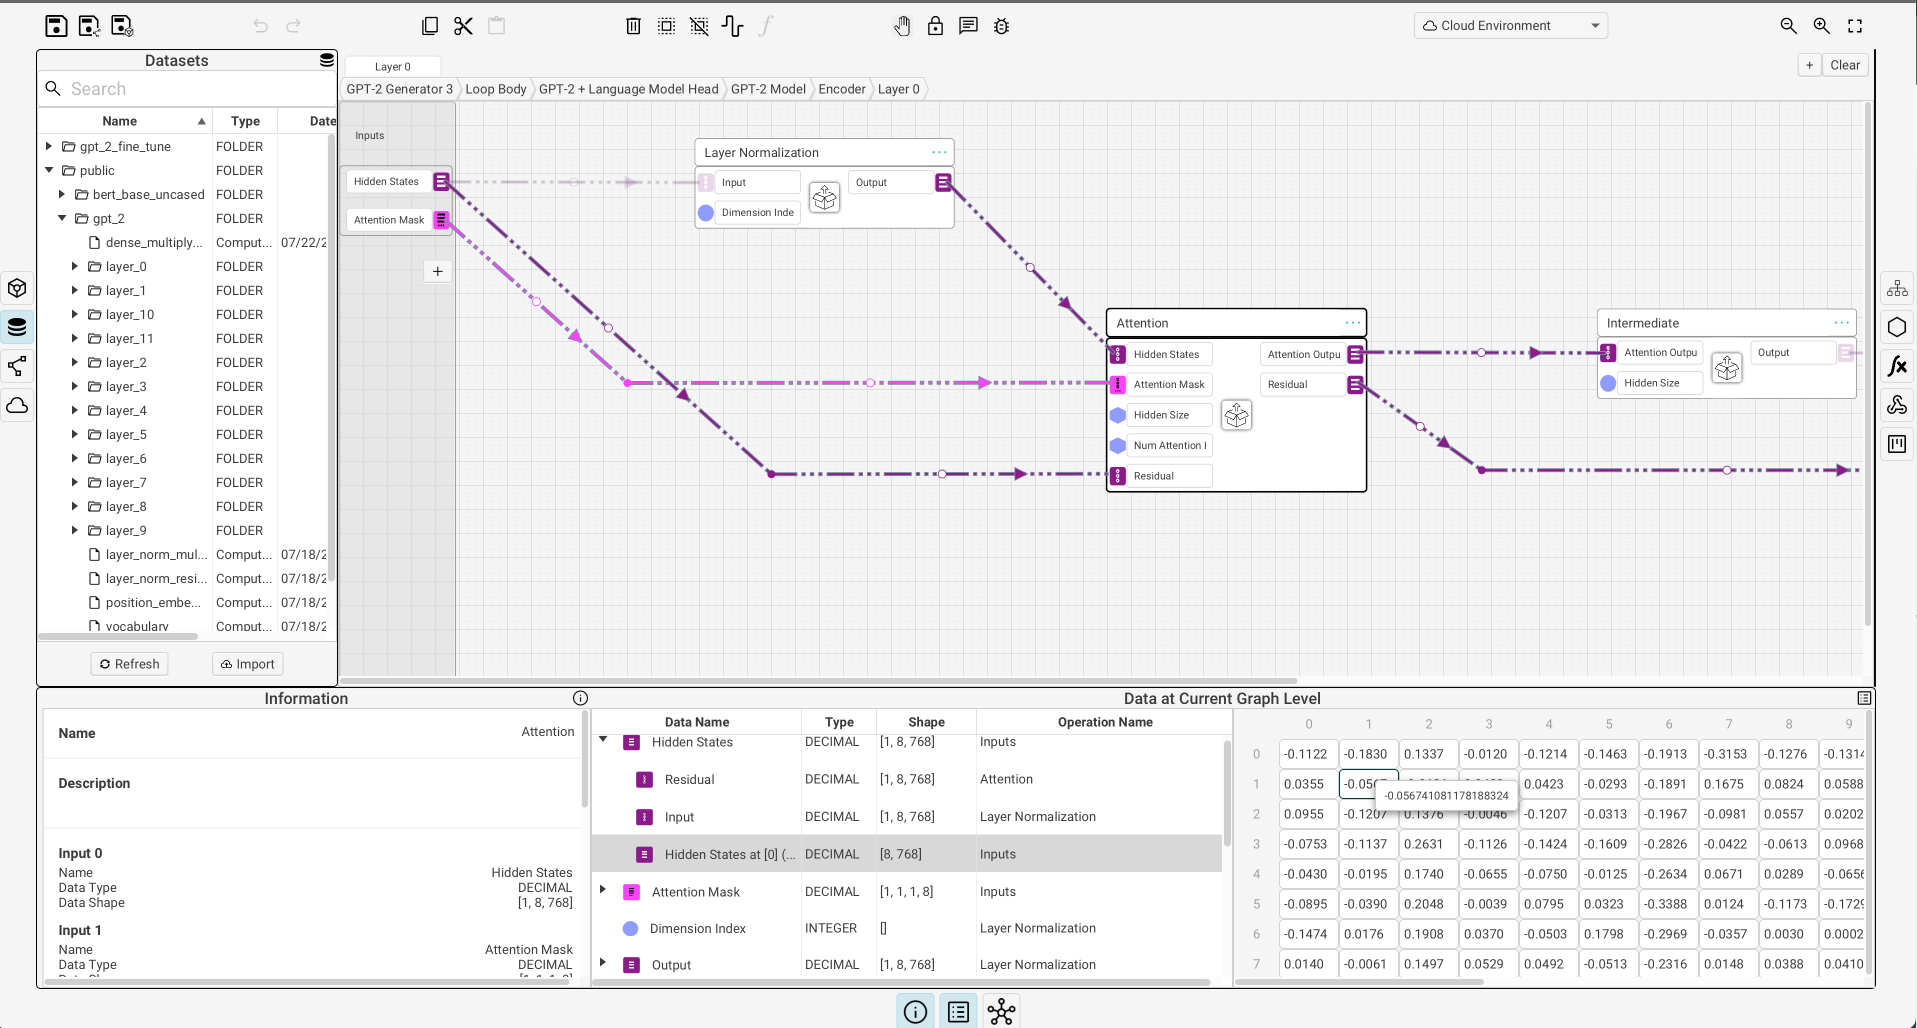 Cloud Environment
Datasets
Search
Name Type Date
gpt_2_fine_tune FOLDER
public FOLDER
bert_base_uncased FOLDER
gpt_2 FOLDER
dense_multiply... Comput... 07/22/2
layer_0 FOLDER
layer_1 FOLDER
layer_10 FOLDER
layer_11 FOLDER
layer_2 FOLDER
layer_3 FOLDER
layer_4 FOLDER
layer_5 FOLDER
layer_6 FOLDER
layer_7 FOLDER
layer_8 FOLDER
layer_9 FOLDER
layer_norm_mul... Comput... 07/18/2
layer_norm_resi... Comput... 07/18/2
position_embe... Comput... 07/18/2
vocabulary Comput... 07/18/2
Refresh Import
Layer 0
+ Clear
GPT-2 Generator 3 Loop Body GPT-2 + Language Model Head GPT-2 Model Encoder Layer 0
Inputs
Hidden States
Attention Mask
+
Layer Normalization ...
Input Output
Dimension Inde
Attention ...
Hidden States Attention Outpu
Attention Mask Residual
Hidden Size
Num Attention
Residual
Intermediate ...
Attention Outpu Output
Hidden Size
Information
Name Attention
Description
Input 0
Name Hidden States
Data Type DECIMAL
Data Shape [1, 8, 768]
Input 1
Name Attention Mask
Data Type DECIMAL
Data at Current Graph Level
Data Name Type Shape Operation Name
Hidden States DECIMAL [1, 8, 768] Inputs
Residual DECIMAL [1, 8, 768] Attention
Input DECIMAL [1, 8, 768] Layer Normalization
Hidden States at [0] (... DECIMAL [8, 768] Inputs
Attention Mask DECIMAL [1, 1, 1, 8] Inputs
Dimension Index INTEGER [] Layer Normalization
Output DECIMAL [1, 8, 768] Layer Normalization
0 1 2 3 4 5 6 7 8 9
0 -0.1122 -0.1830 0.1337 -0.0120 -0.1214 -0.1463 -0.1913 -0.3153 -0.1276 -0.1314
1 0.0355 0.0423 -0.0293 -0.1891 0.1675 0.0824 0.0588
-0.056741081178188324
2 0.0955 -0.1207 0.1376 -0.0046 -0.1207 -0.0313 -0.1967 -0.0981 0.0557 0.0202
3 -0.0753 -0.1137 0.2631 -0.1126 -0.1424 -0.1609 -0.2826 -0.0422 -0.0613 0.0968
4 -0.0430 -0.0195 0.1740 -0.0655 -0.0750 -0.0125 -0.2634 0.0671 0.0289 -0.0656
5 -0.0895 -0.0390 0.2048 -0.0039 0.0795 0.0323 -0.3388 0.0124 -0.1173 -0.1729
6 -0.1474 0.0176 0.1908 0.0370 -0.0503 0.1798 -0.2969 -0.0357 0.0030 0.0002
7 0.0140 -0.0061 0.1497 0.0529 0.0492 -0.0513 -0.2316 0.0148 0.0388 0.0410